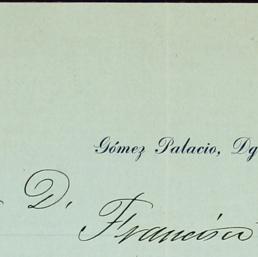 Gómez Palacio, Dg
D. Francisco